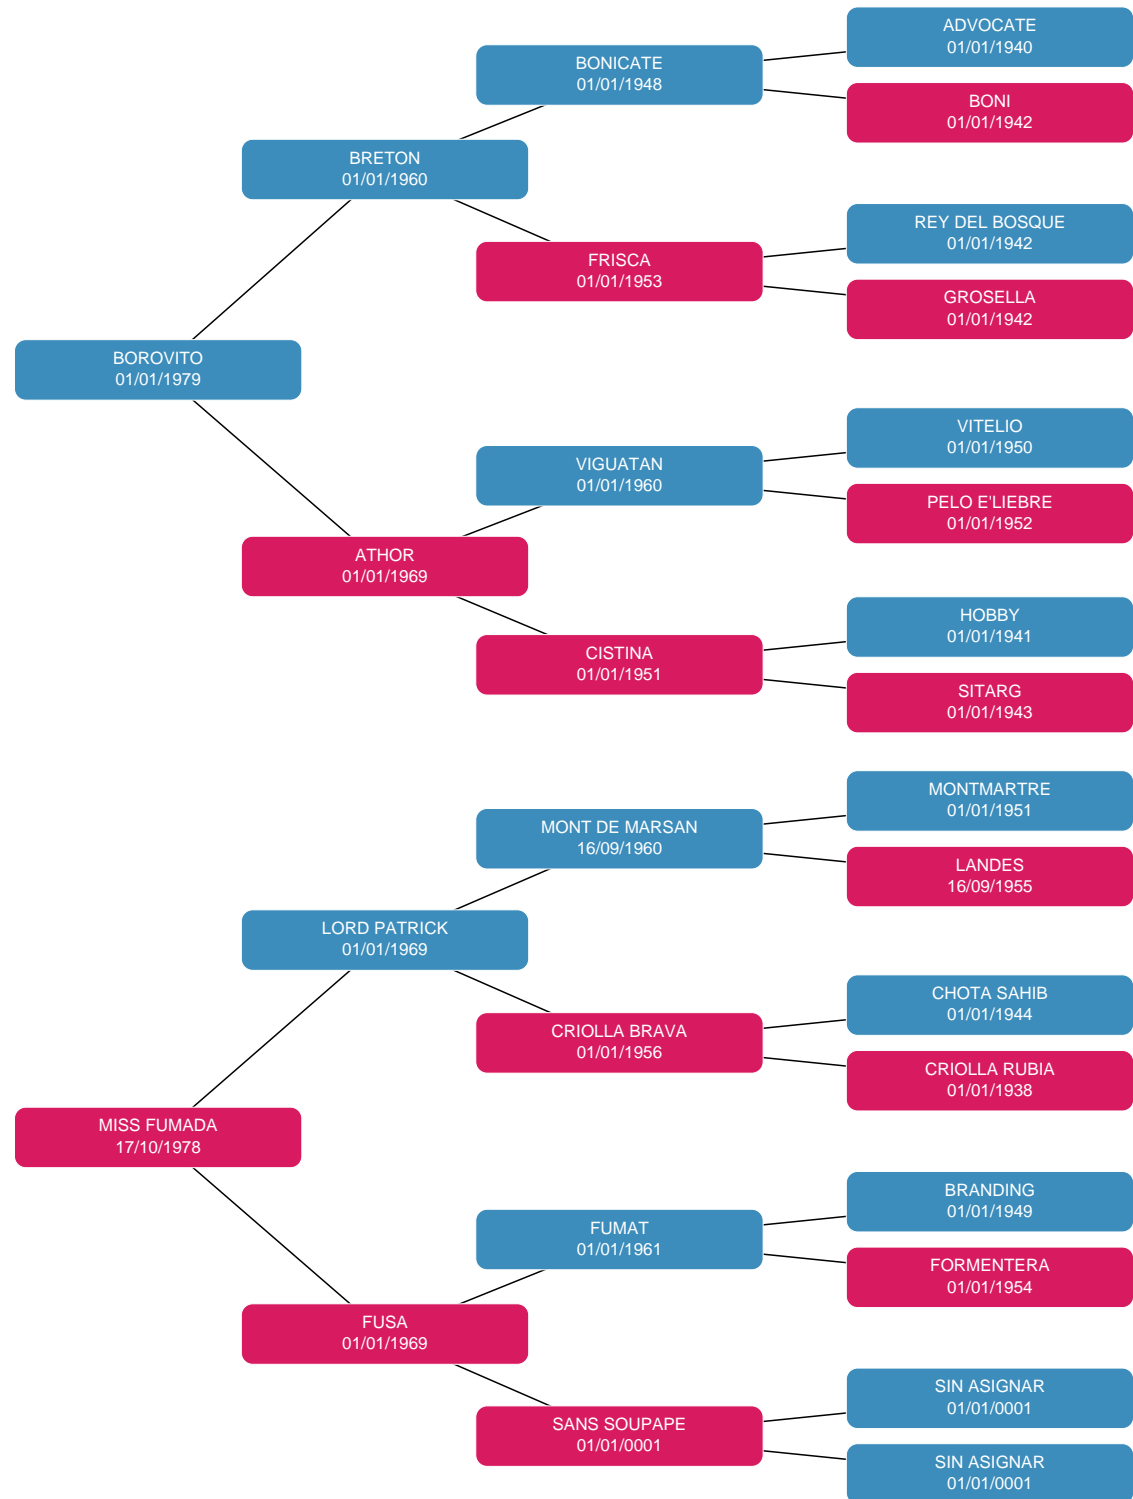 ADVOCATE
01/01/1940
BONICATE
01/01/1948
BONI
01/01/1942
BRETON
01/01/1960
REY DEL BOSQUE
01/01/1942
FRISCA
01/01/1953
GROSELLA
01/01/1942
BOROVITO
01/01/1979
VITELIO
01/01/1950
VIGUATAN
01/01/1960
PELO E'LIEBRE
01/01/1952
ATHOR
01/01/1969
HOBBY
01/01/1941
CISTINA
01/01/1951
SITARG
01/01/1943
MONTMARTRE
01/01/1951
MONT DE MARSAN
16/09/1960
LANDES
16/09/1955
LORD PATRICK
01/01/1969
CHOTA SAHIB
01/01/1944
CRIOLLA BRAVA
01/01/1956
CRIOLLA RUBIA
01/01/1938
MISS FUMADA
17/10/1978
BRANDING
01/01/1949
FUMAT
01/01/1961
FORMENTERA
01/01/1954
FUSA
01/01/1969
SIN ASIGNAR
01/01/0001
SANS SOUPAPE
01/01/0001
SIN ASIGNAR
01/01/0001